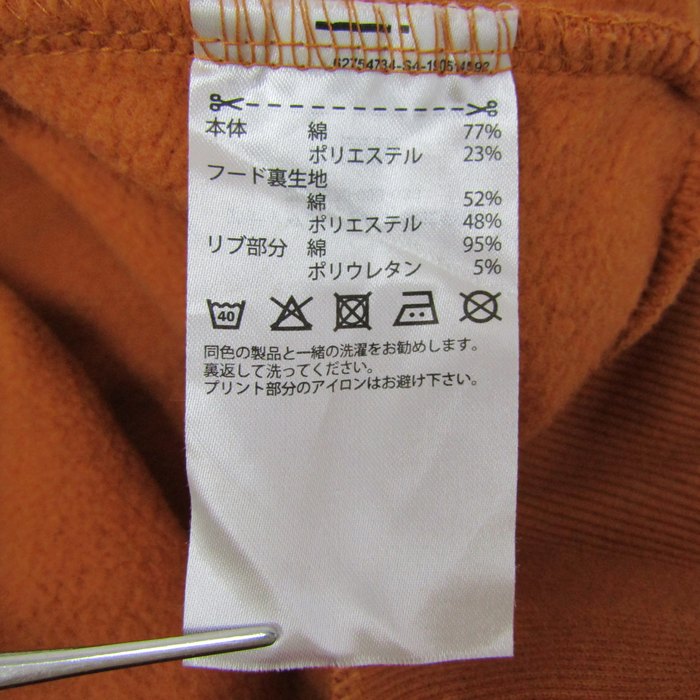 本体 綿 77%
ポリエステル 23%
フード裏生地
綿 52%
ポリエステル 48%
リブ部分 綿 95%
ポリウレタン 5%
40
同色の製品と一緒の洗濯をお勧めします。
裏返して洗ってください。
プリント部分のアイロンはお避け下さい。